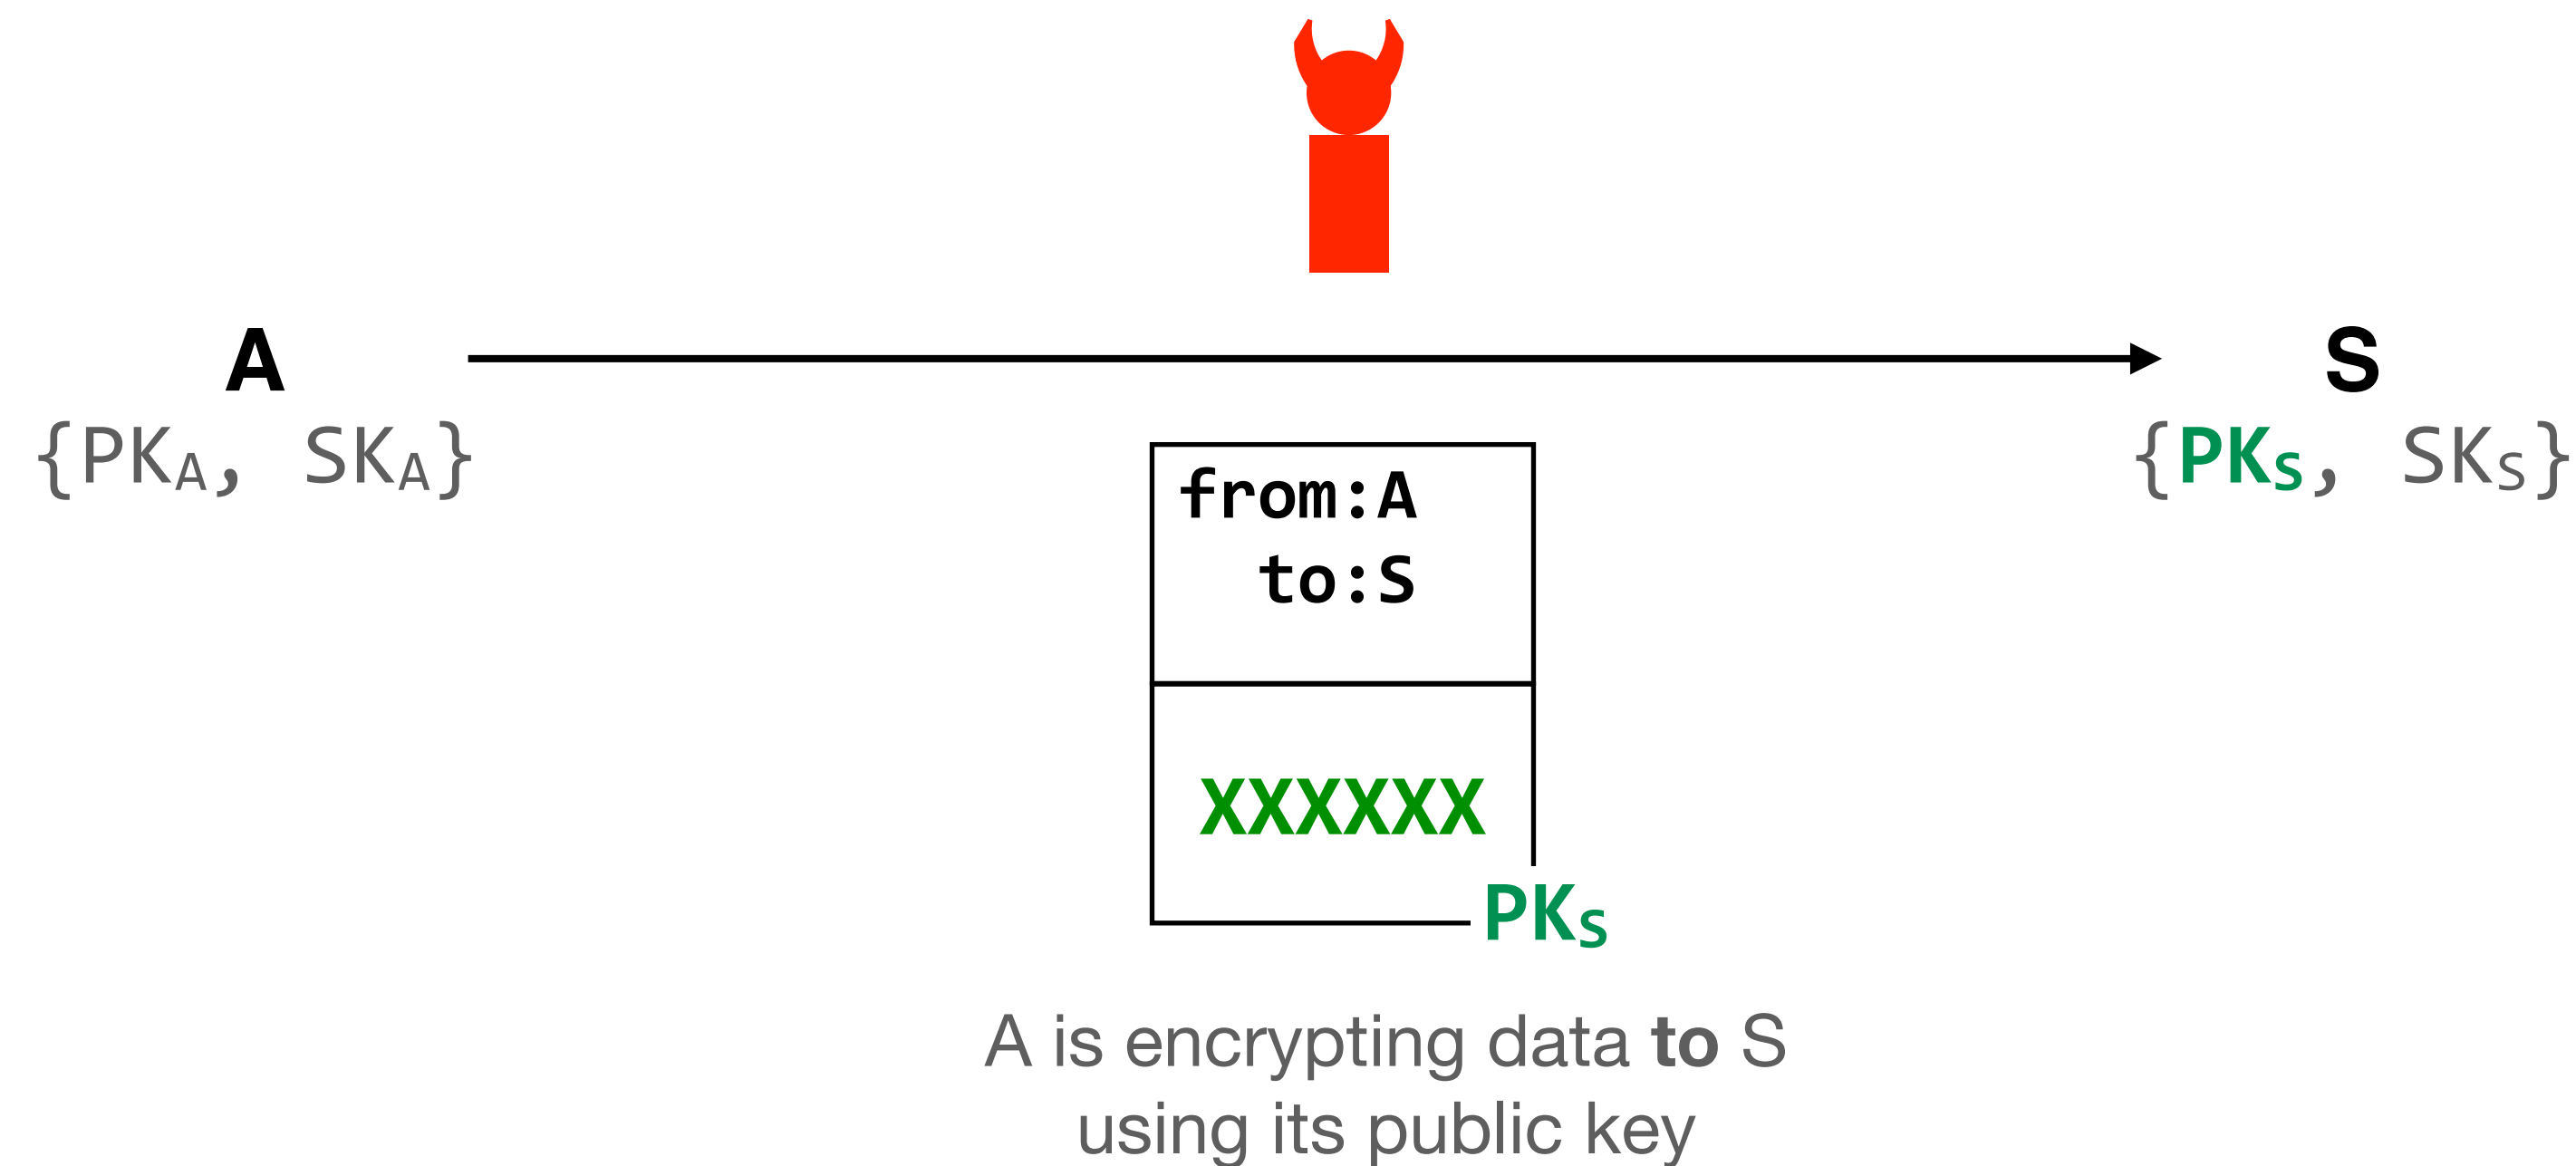 A
S
{PKA, SKA}
{PKS, SKS}
from:A
to:S
XXXXXX
PKS
A is encrypting data to S
using its public key